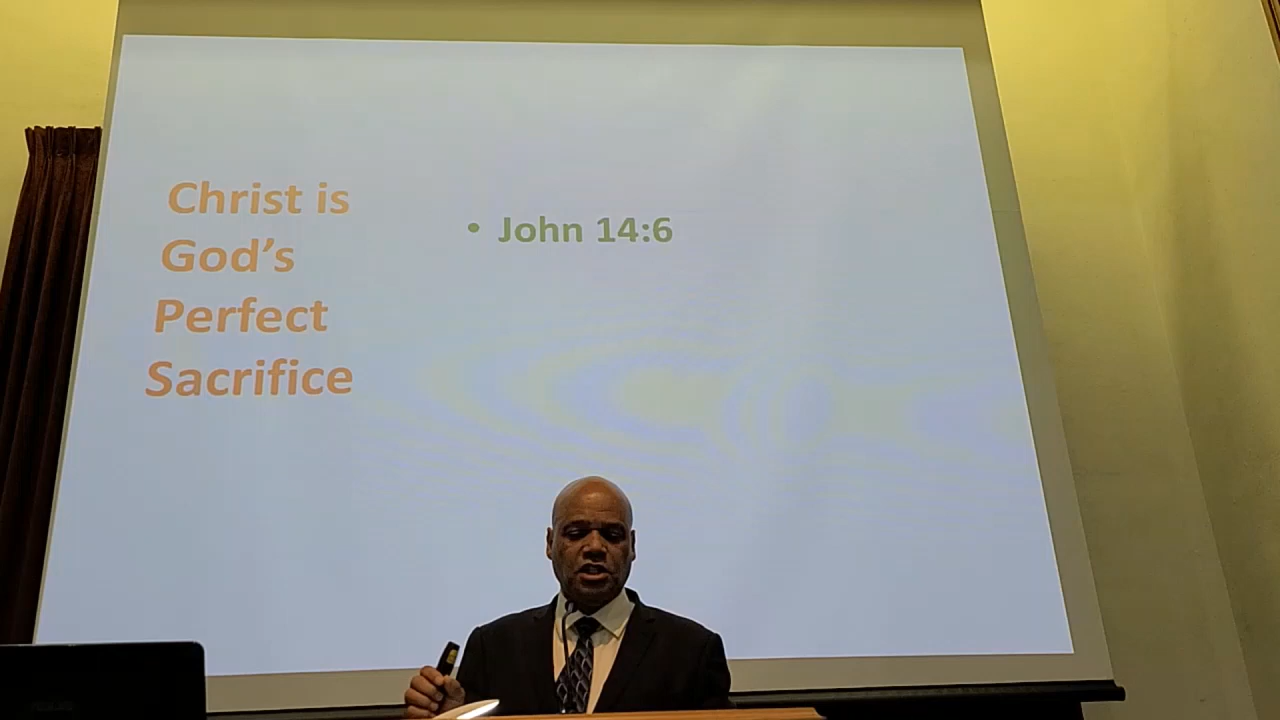 Christ is
God’s
Perfect
Sacrifice
• John 14:6